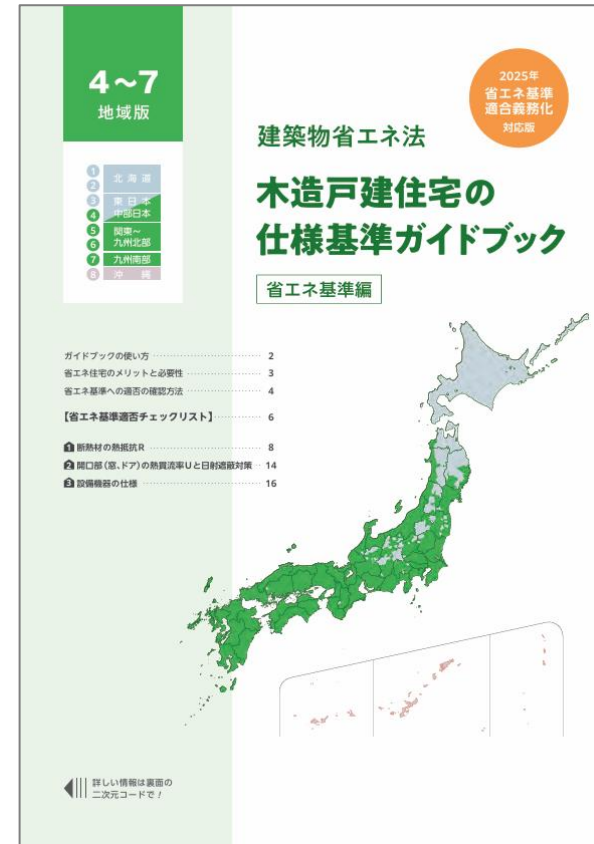 4～7
地域版
2025年
省エネ基準
適合義務化
対応版
建築物省エネ法
木造戸建住宅の
仕様基準ガイドブック
省エネ基準編
1
北海道
2
3
東日本
4
中部日本
5
関東～
6
九州北部
7
九州南部
8
沖縄
ガイドブックの使い方 2
省エネ住宅のメリットと必要性 3
省エネ基準への適否の確認方法 4
【省エネ基準適否チェックリスト】 6
1 断熱材の熱抵抗R 8
2 開口部（窓、ドア）の熱貫流率Uと日射遮蔽対策 14
3 設備機器の仕様 16
詳しい情報は裏面の
二次元コードで！